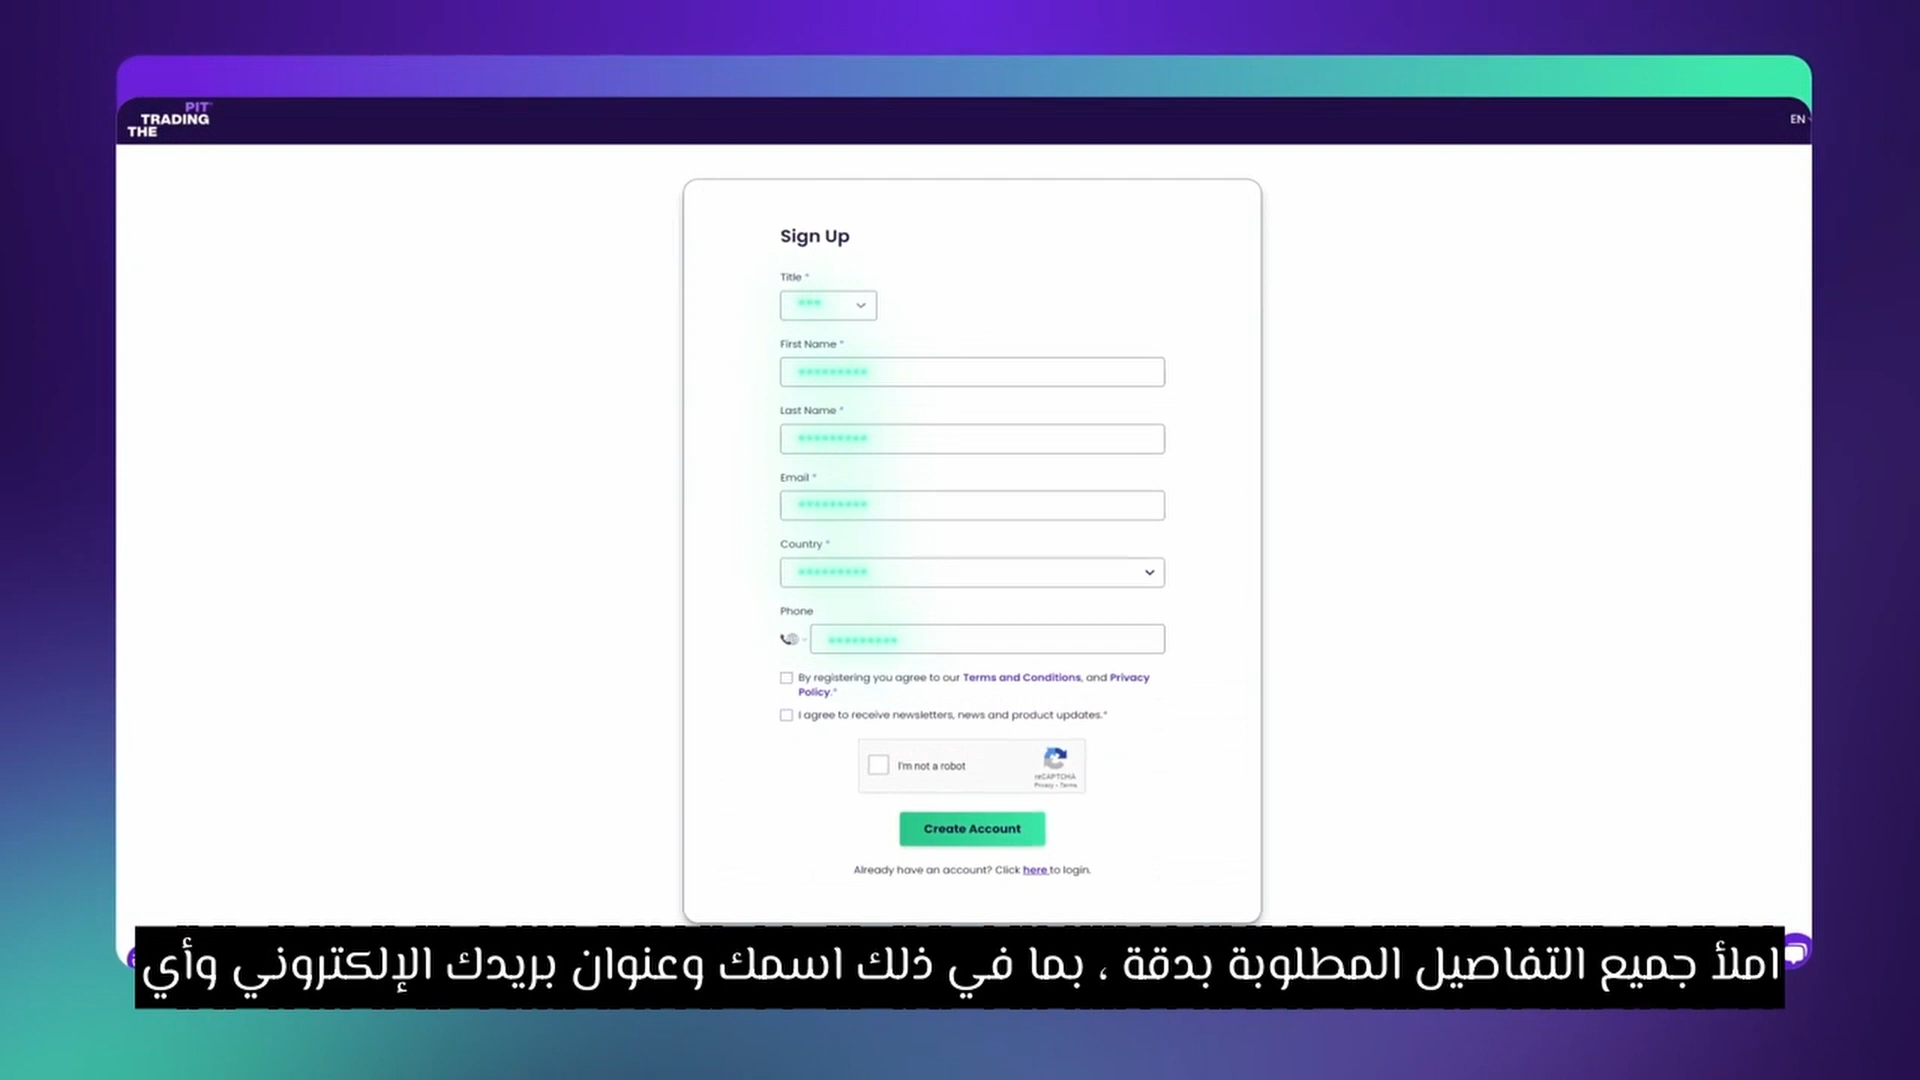 PIT
TRADING
THE
EN
Sign Up
Title *
***
First Name *
*********
Last Name *
*********
Email *
*********
Country *
*********
Phone
*********
By registering you agree to our Terms and Conditions, and Privacy
Policy.*
I agree to receive newsletters, news and product updates.*
I'm not a robot
reCAPTCHA
Privacy - Terms
Create Account
Already have an account? Click here to login.
املأ جميع التفاصيل المطلوبة بدقة ، بما في ذلك اسمك وعنوان بريدك الإلكتروني وأي